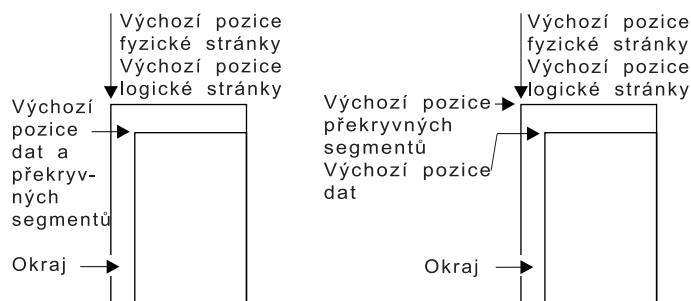 Výchozí pozice
fyzické stránky
Výchozí pozice
logické stránky
Výchozí
pozice
dat a
překryv-
ných
segmentů
Okraj
Výchozí pozice
fyzické stránky
Výchozí pozice
logické stránky
Výchozí pozice
překryvných
segmentů
Výchozí pozice
dat
Okraj